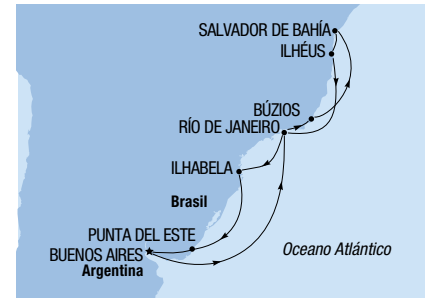 SALVADOR DE BAHÍA
ILHÉUS
BÚZIOS
RÍO DE JANEIRO
ILHABELA
Brasil
PUNTA DEL ESTE
BUENOS AIRES
Argentina
Oceano Atlántico